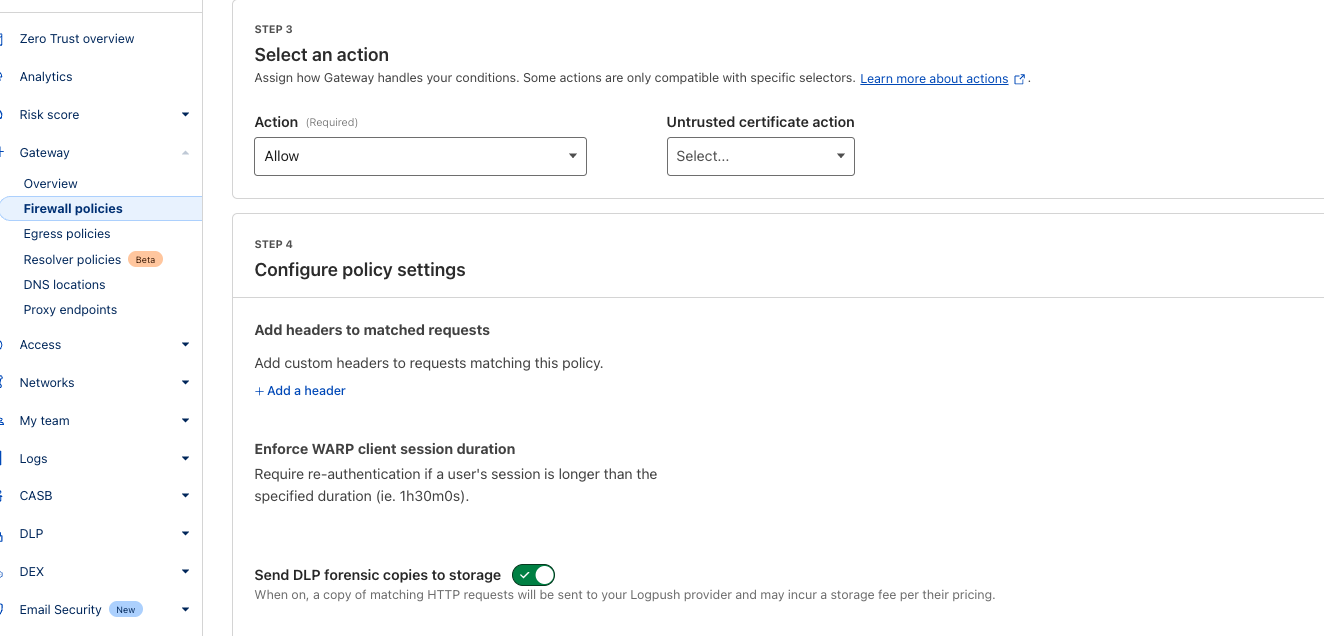 Zero Trust overview
Analytics
Risk score
Gateway
Overview
Firewall policies
Egress policies
Resolver policies Beta
DNS locations
Proxy endpoints
Access
Networks
My team
Logs
CASB
DLP
DEX
Email Security New
STEP 3
Select an action
Assign how Gateway handles your conditions. Some actions are only compatible with specific selectors. Learn more about actions .
Action (Required)
Allow
Untrusted certificate action
Select...
STEP 4
Configure policy settings
Add headers to matched requests
Add custom headers to requests matching this policy.
+ Add a header
Enforce WARP client session duration
Require re-authentication if a user's session is longer than the
specified duration (ie. 1h30m0s).
Send DLP forensic copies to storage
When on, a copy of matching HTTP requests will be sent to your Logpush provider and may incur a storage fee per their pricing.